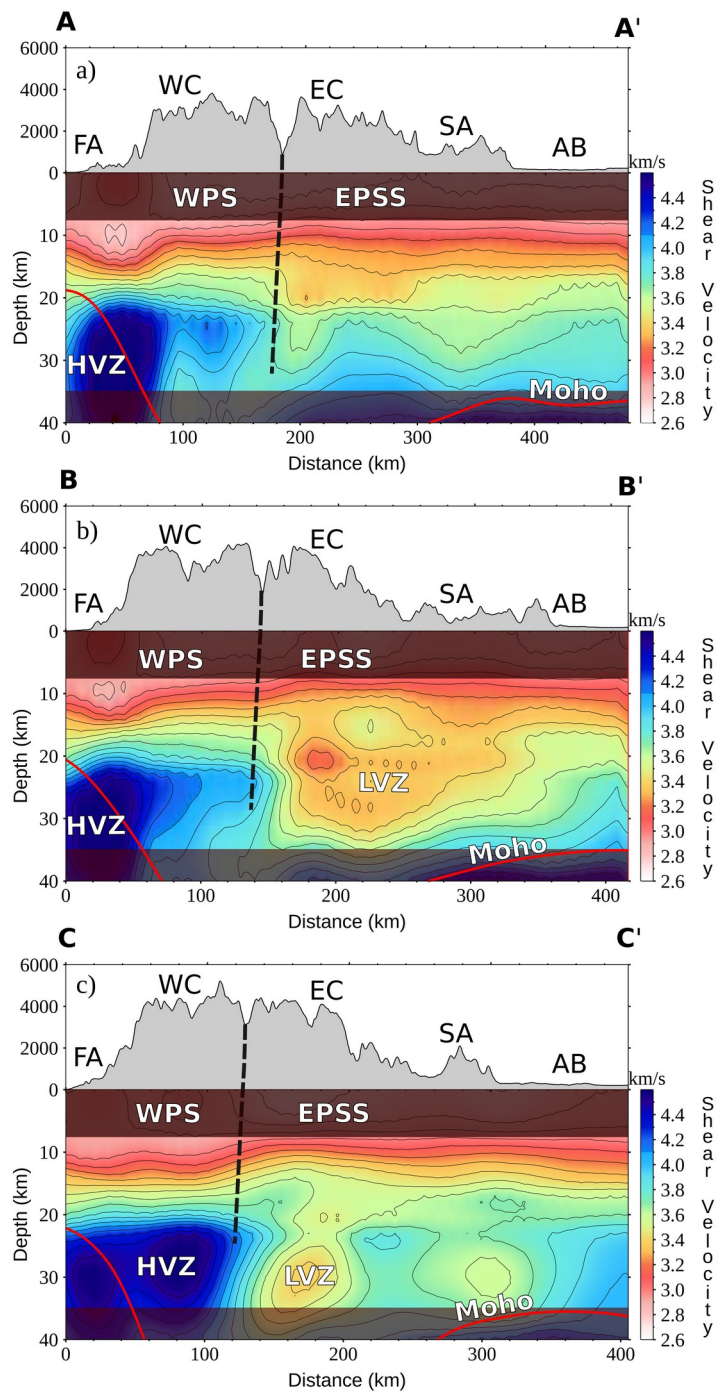 A A'
6000
a)
WC EC
4000
2000
FA SA AB
0
km/s
WPS EPSS
10
20
30
40
HVZ
Moho
Depth (km)
4.4
4.2
4.0
3.8
3.6
3.4
3.2
3.0
2.8
2.6
Shear Velocity
0 100 200 300 400
Distance (km)
B B'
6000
b)
WC EC
4000
2000
FA SA AB
0
km/s
WPS EPSS
10
20
30
40
LVZ
HVZ
Moho
Depth (km)
4.4
4.2
4.0
3.8
3.6
3.4
3.2
3.0
2.8
2.6
Shear Velocity
0 100 200 300 400
Distance (km)
C C'
6000
c)
WC EC
4000
2000
FA SA AB
0
km/s
WPS EPSS
10
20
30
40
HVZ LVZ
Moho
Depth (km)
4.4
4.2
4.0
3.8
3.6
3.4
3.2
3.0
2.8
2.6
Shear Velocity
0 100 200 300 400
Distance (km)